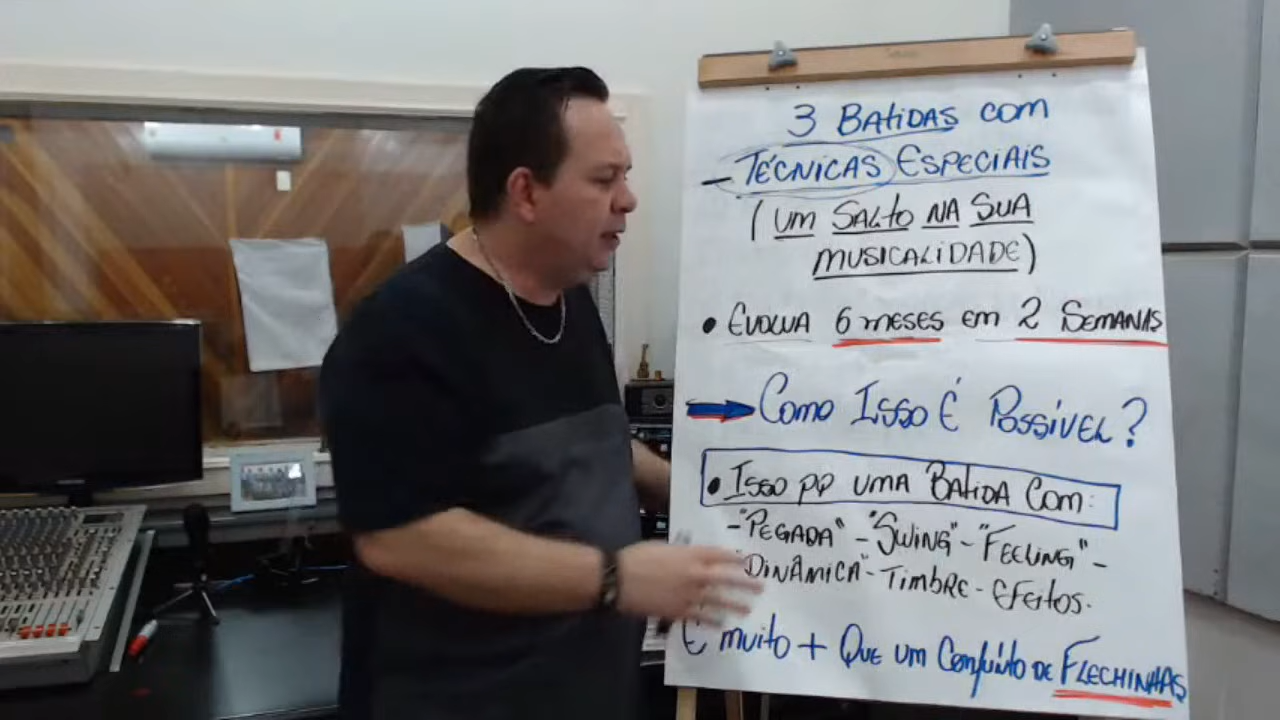 3 BATIDAS COM
- TÉCNICAS ESPECIAIS
( UM SALTO NA SUA
MUSICALIDADE )
• EVOLUA 6 MESES EM 2 SEMANAS
COMO ISSO É POSSÍVEL?
• ISSO PQ UMA BATIDA COM:
- "PEGADA" - "SWING" - "FEELING" -
"DINÂMICA" - TIMBRE - EFEITOS.
É MUITO + QUE UM CONJUNTO DE FLECHINHAS